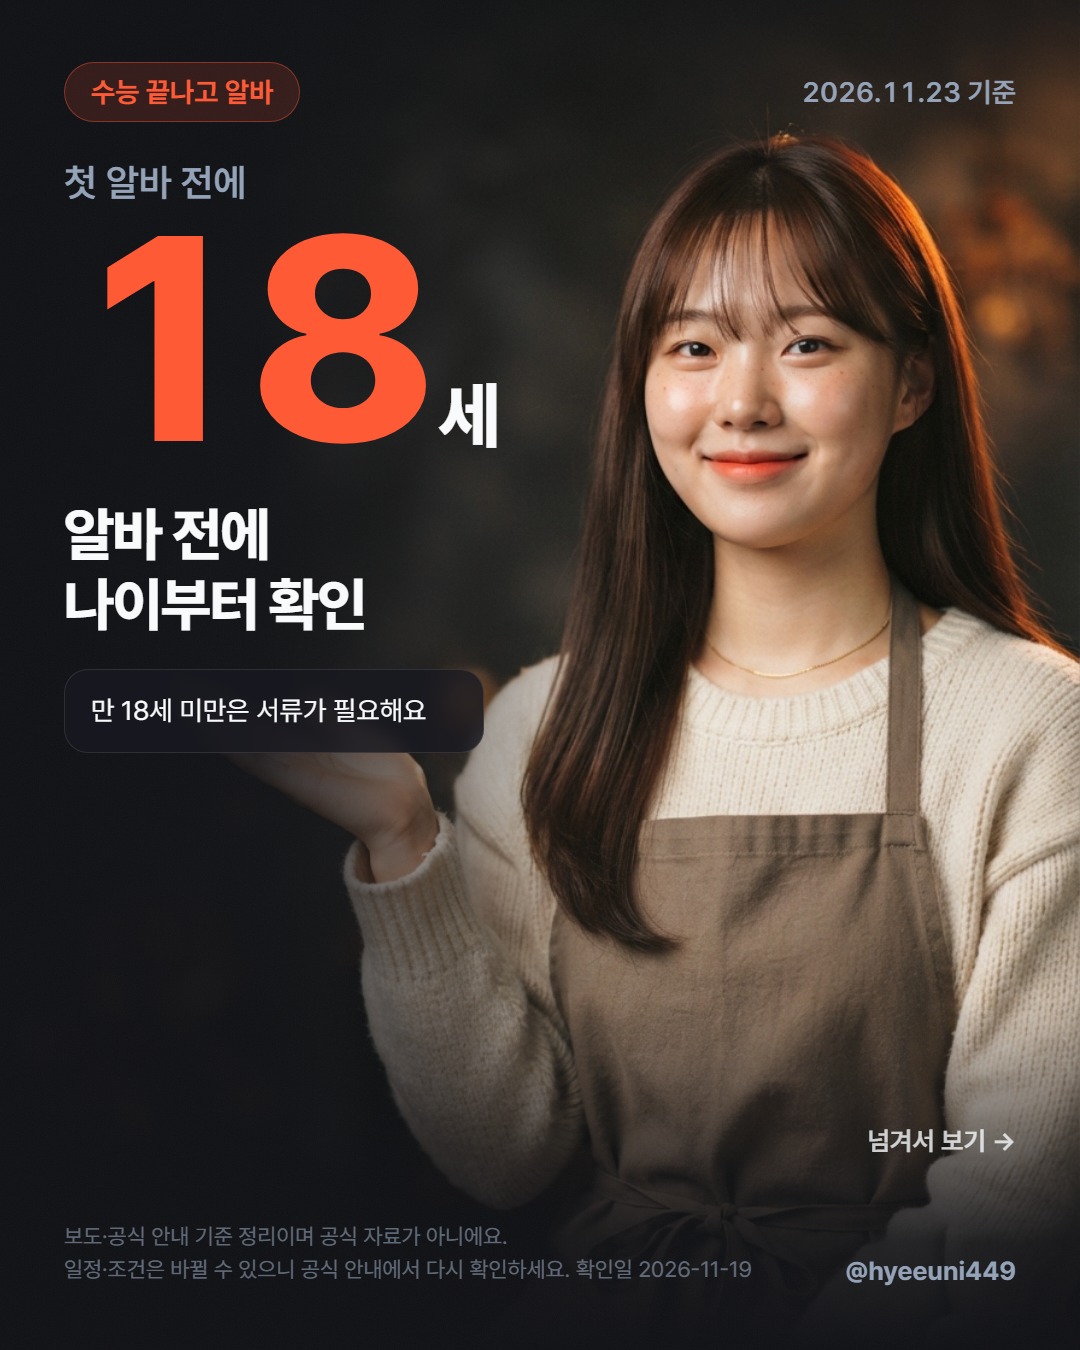 수능 끝나고 알바
2026.11.23 기준
첫 알바 전에
18세
알바 전에
나이부터 확인
만 18세 미만은 서류가 필요해요
넘겨서 보기 →
보도·공식 안내 기준 정리이며 공식 자료가 아니에요.
일정·조건은 바뀔 수 있으니 공식 안내에서 다시 확인하세요. 확인일 2026-11-19
@hyeeuni449